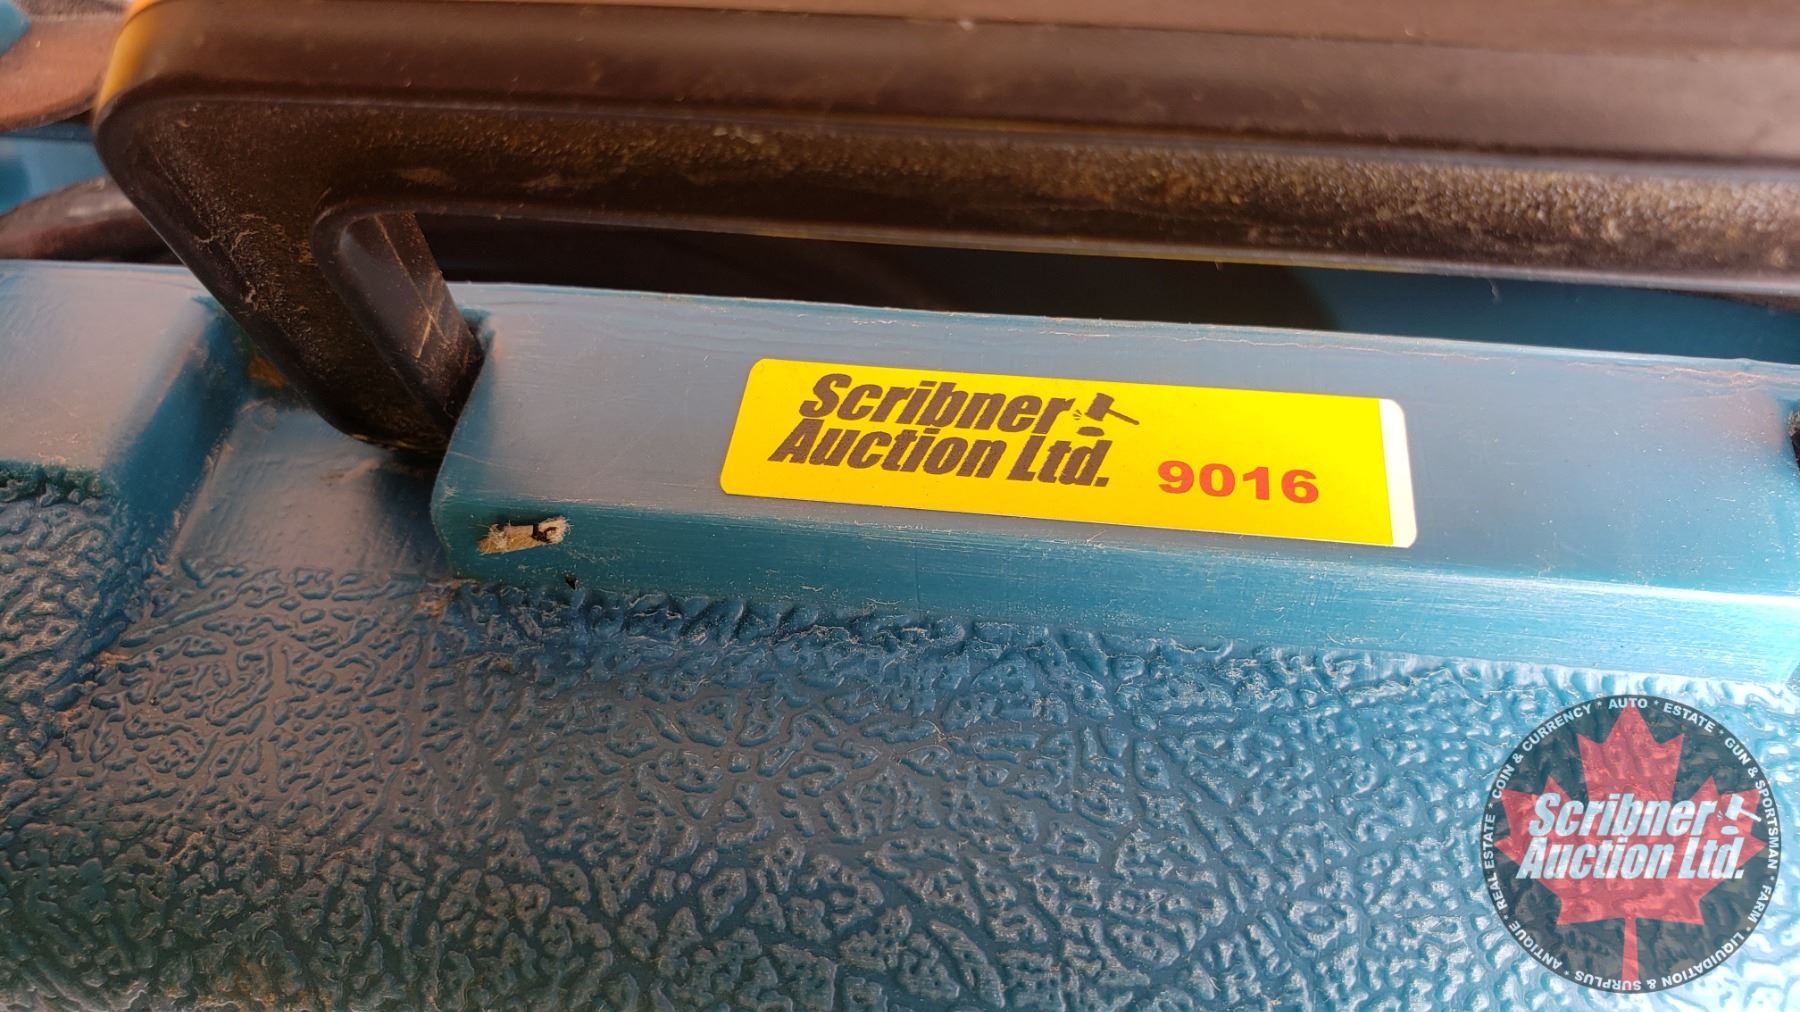 Scribner
Auction Ltd.
9016
COIN & CURRENCY * AUTO * ESTATE * GUN & SPORTSMAN * FARM * LIQUIDATION & SURPLUS * ANTIQUE * REAL ESTATE *
Scribner
Auction Ltd.